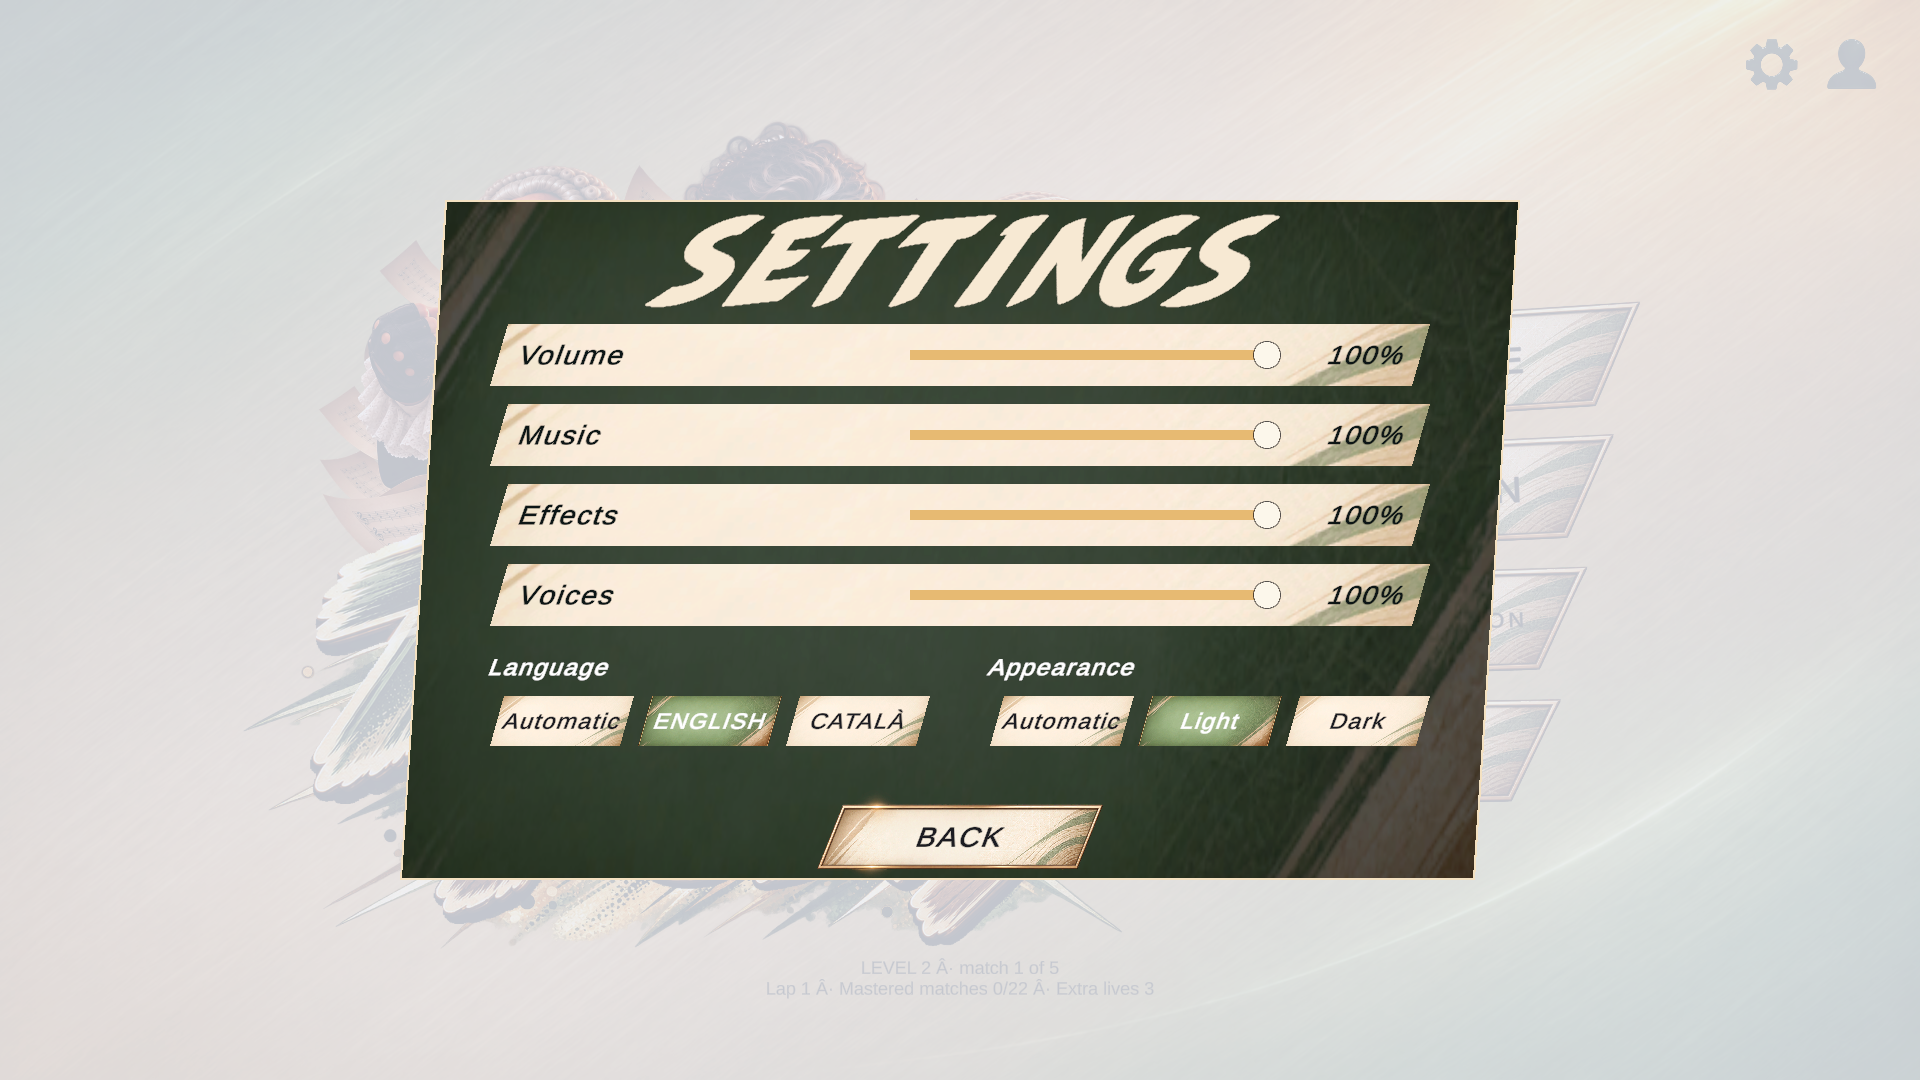 SETTINGS
Volume 100%
Music 100%
Effects 100%
Voices 100%
Language Appearance
Automatic ENGLISH CATALÀ Automatic Light Dark
BACK
LEVEL 2 Â· match 1 of 5
Lap 1 Â· Mastered matches 0/22 Â· Extra lives 3